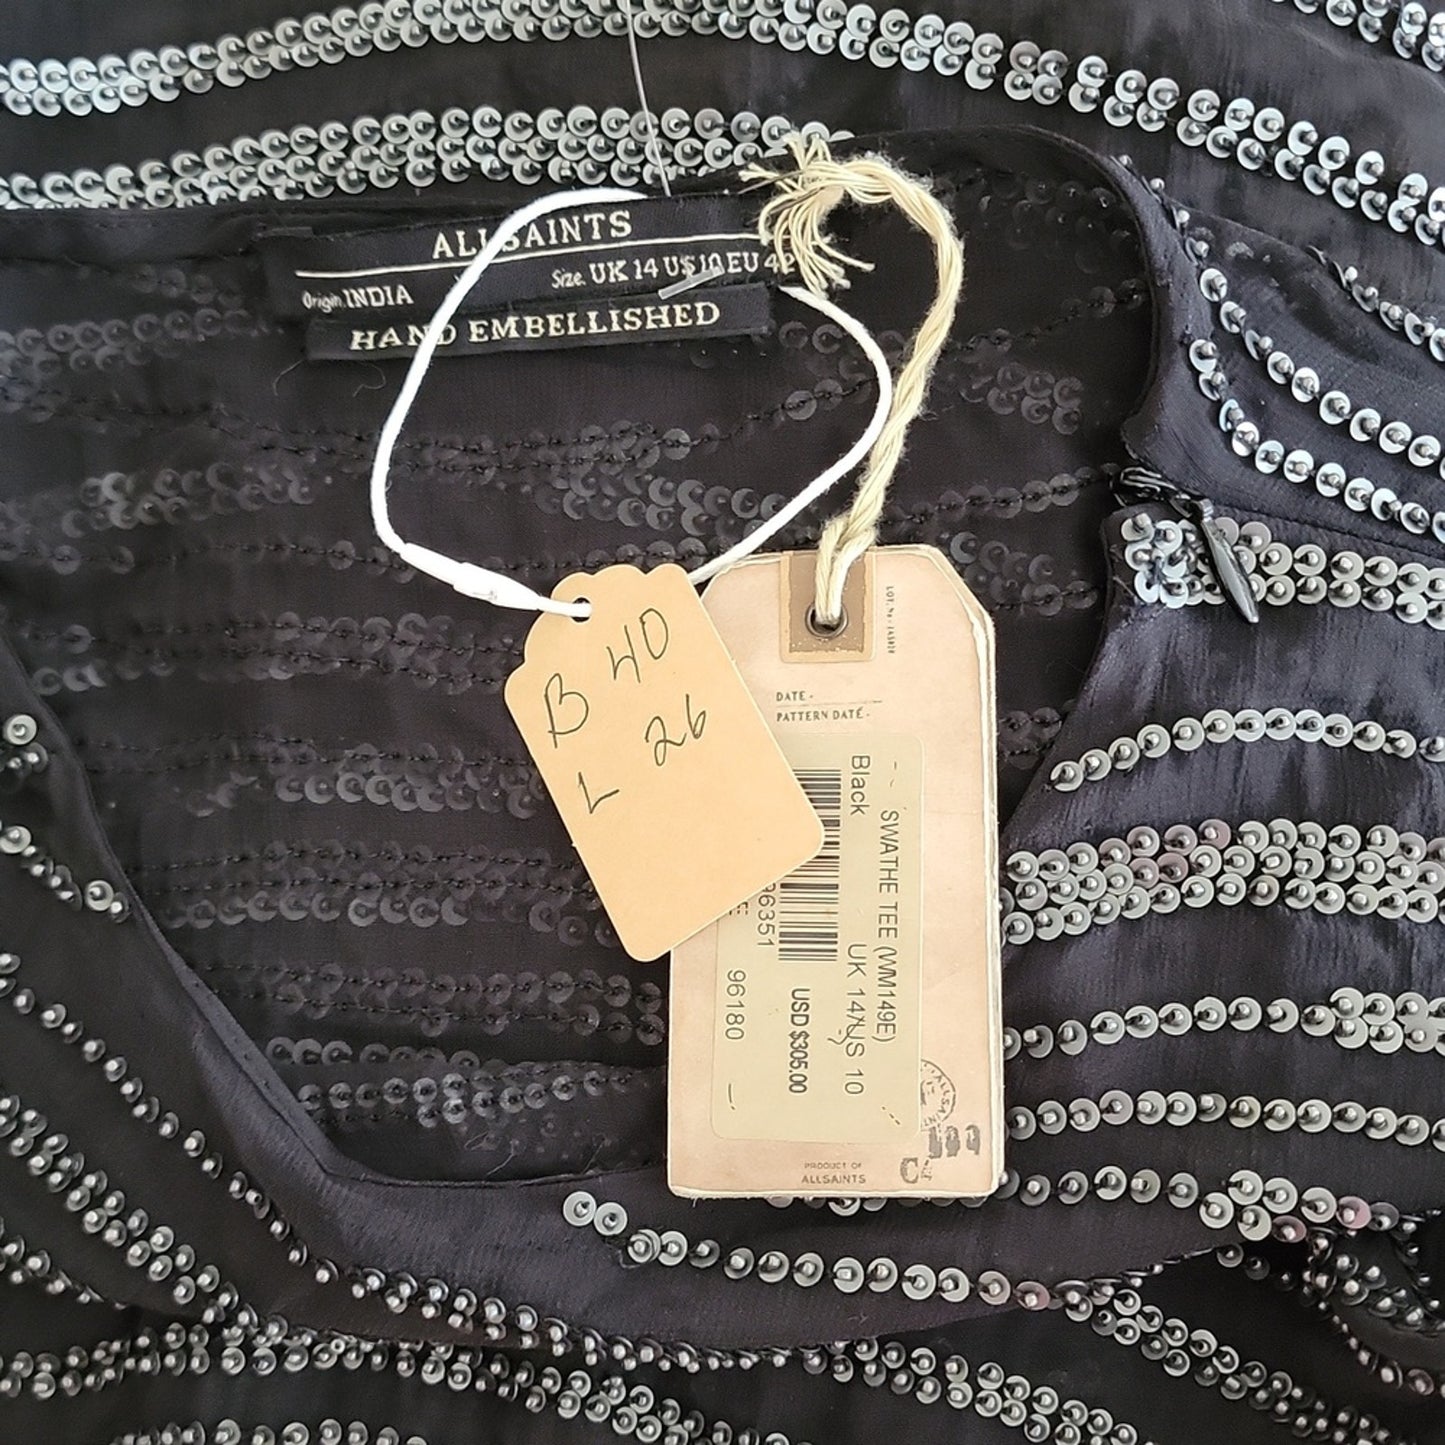 ALLSAINTS
Size. UK 14 US 10 EU 42
Origin. INDIA
HAND EMBELLISHED
B 40
L 26
DATE -
PATTERN DATE -
SWATHE TEE (WM149E)
Black UK 14/US 10
USD $305.00
96351
96180
PRODUCT OF
ALLSAINTS